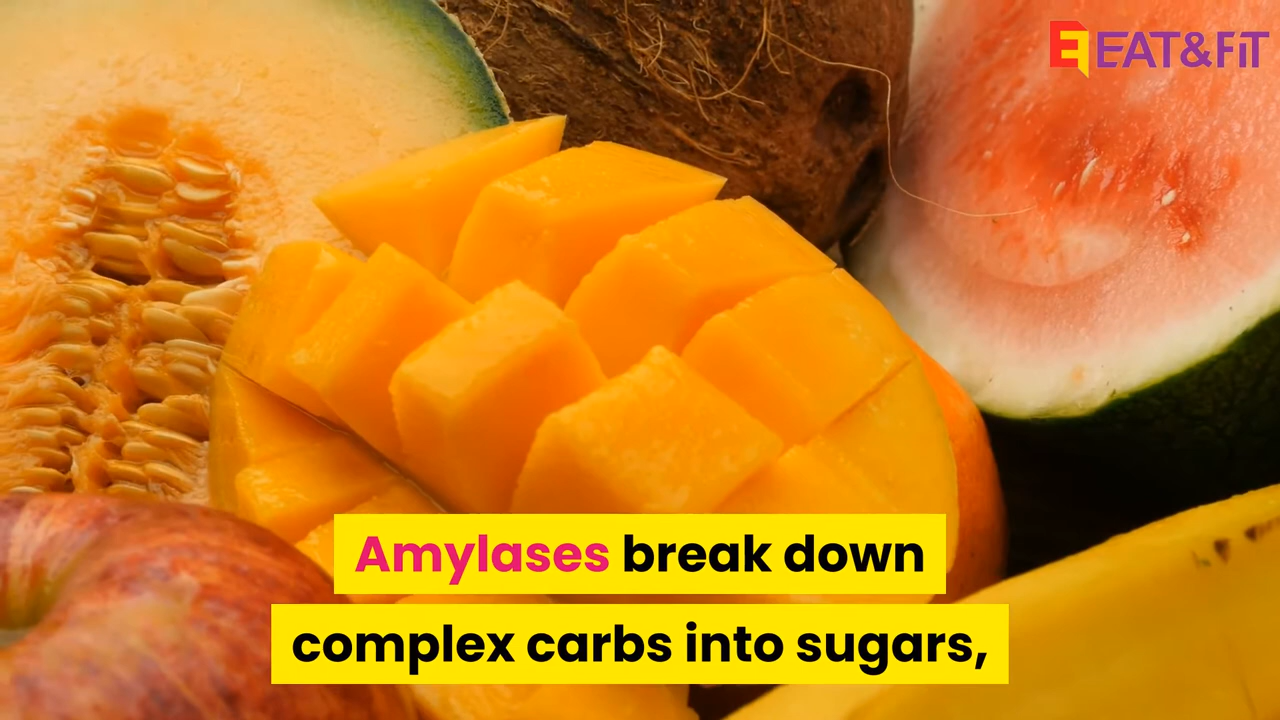 EAT&FiT
Amylases break down
complex carbs into sugars,